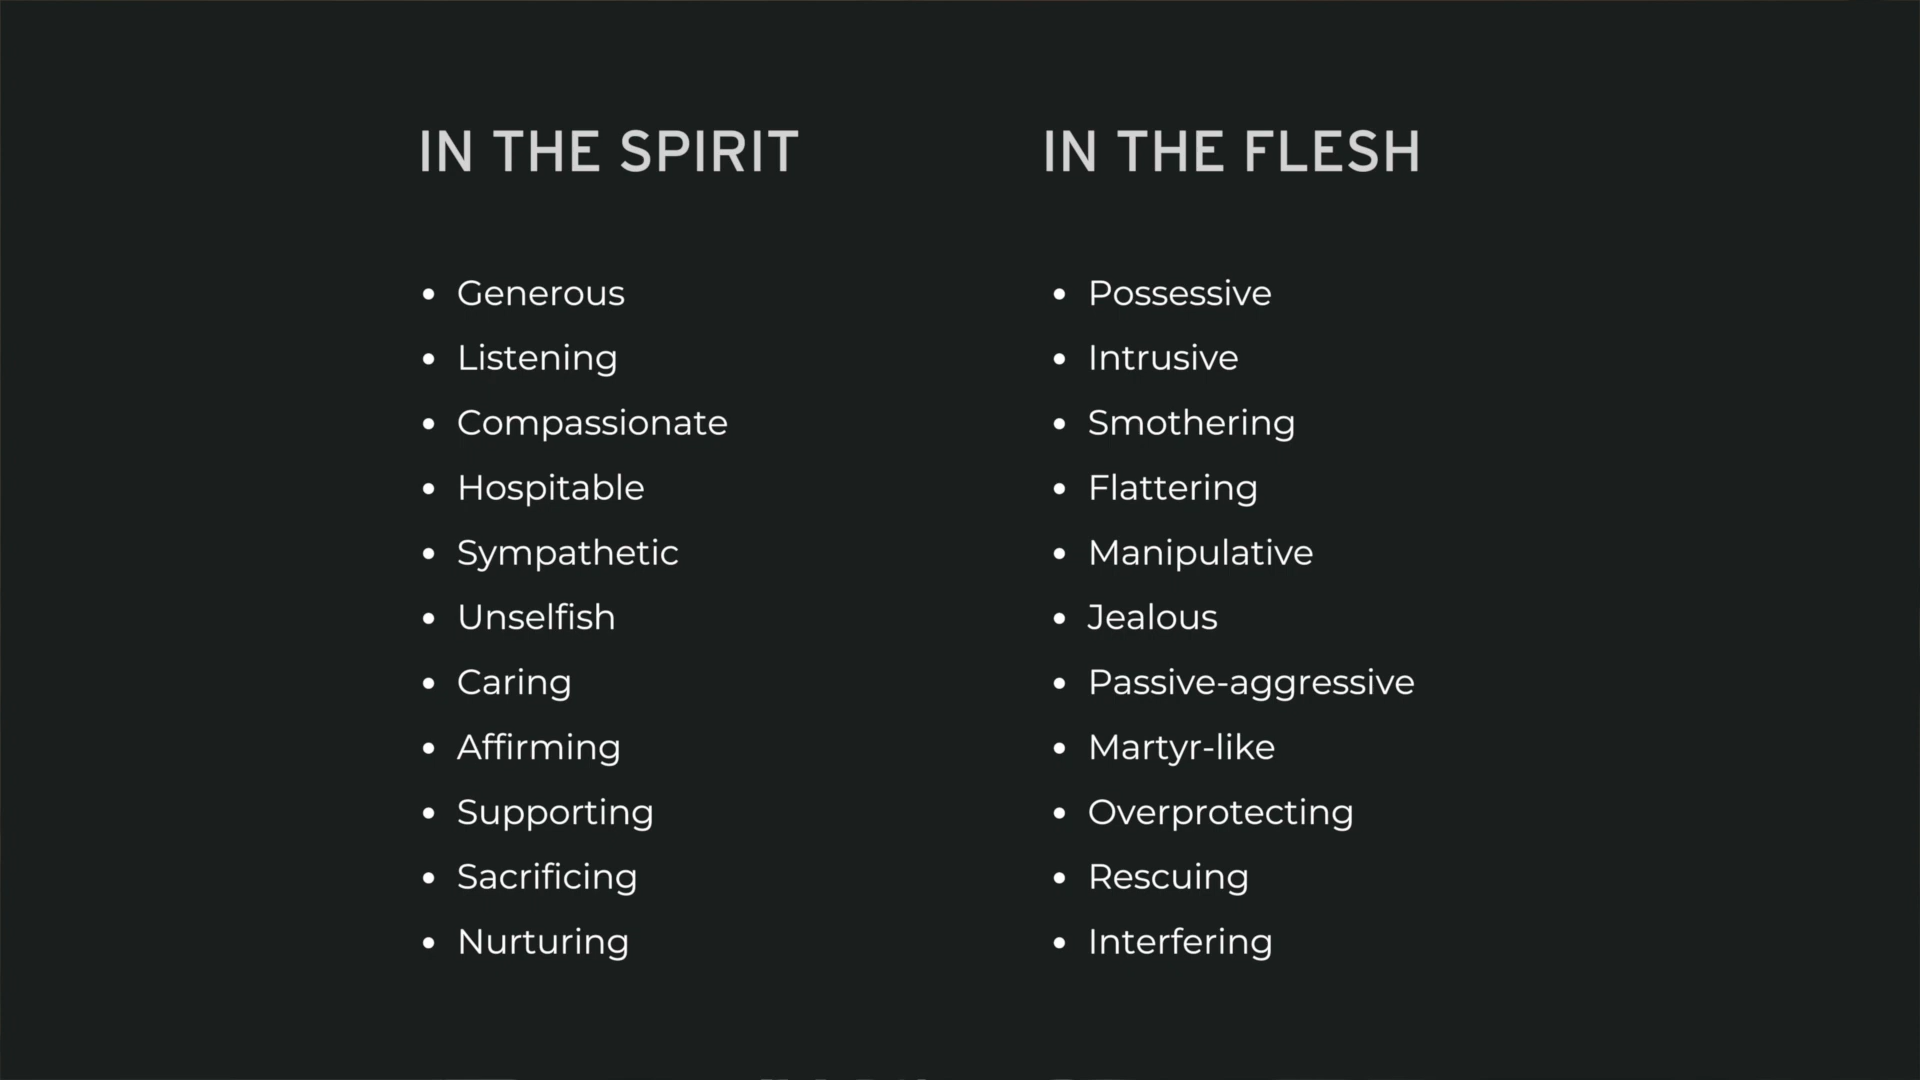 IN THE SPIRIT
• Generous
• Listening
• Compassionate
• Hospitable
• Sympathetic
• Unselfish
• Caring
• Affirming
• Supporting
• Sacrificing
• Nurturing
IN THE FLESH
• Possessive
• Intrusive
• Smothering
• Flattering
• Manipulative
• Jealous
• Passive-aggressive
• Martyr-like
• Overprotecting
• Rescuing
• Interfering